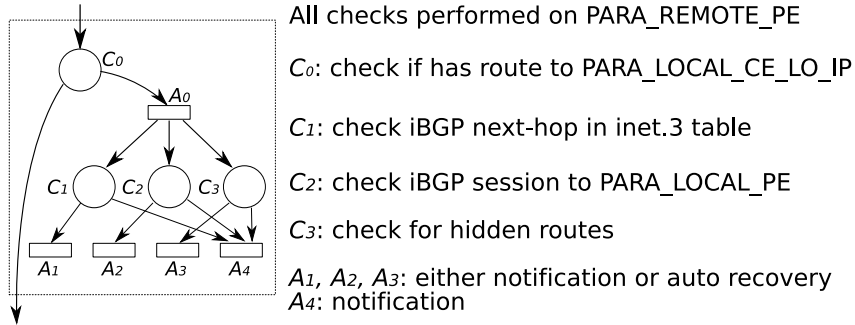 All checks performed on PARA_REMOTE_PE
C0
C0: check if has route to PARA_LOCAL_CE_LO_IP
A0
C1: check iBGP next-hop in inet.3 table
C1 C2 C3
C2: check iBGP session to PARA_LOCAL_PE
C3: check for hidden routes
A1 A2 A3 A4
A1, A2, A3: either notification or auto recovery
A4: notification